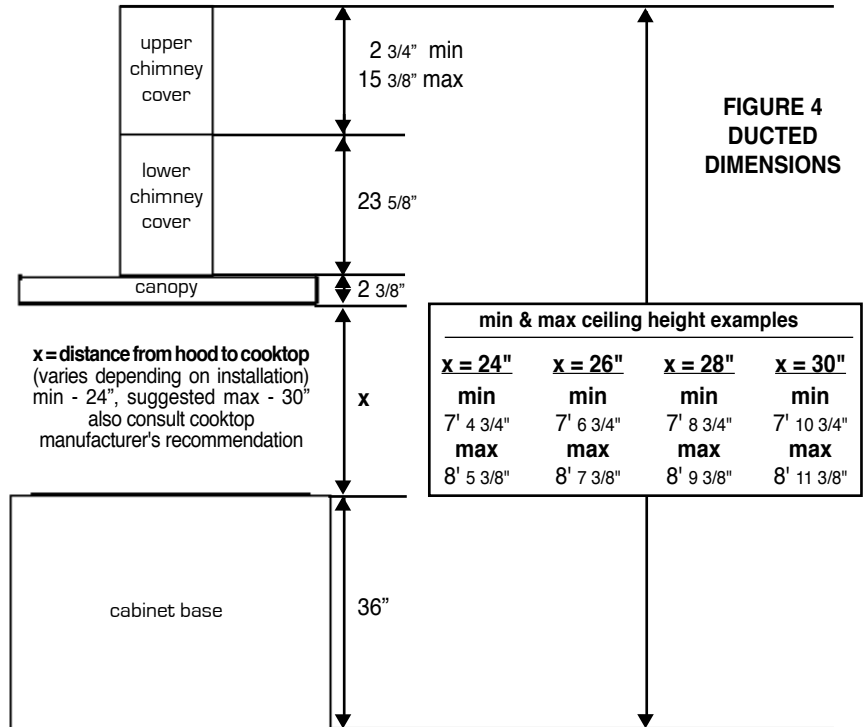 upper
chimney
cover
2 3/4” min
15 3/8” max
FIGURE 4
DUCTED
DIMENSIONS
lower
chimney
cover
23 5/8”
canopy
2 3/8”
x = distance from hood to cooktop
(varies depending on installation)
min - 24”, suggested max - 30”
also consult cooktop
manufacturer's recommendation
x
min & max ceiling height examples
x = 24" x = 26" x = 28" x = 30"
min min min min
7' 4 3/4" 7' 6 3/4" 7' 8 3/4" 7' 10 3/4"
max max max max
8' 5 3/8" 8' 7 3/8" 8' 9 3/8" 8' 11 3/8"
cabinet base
36”